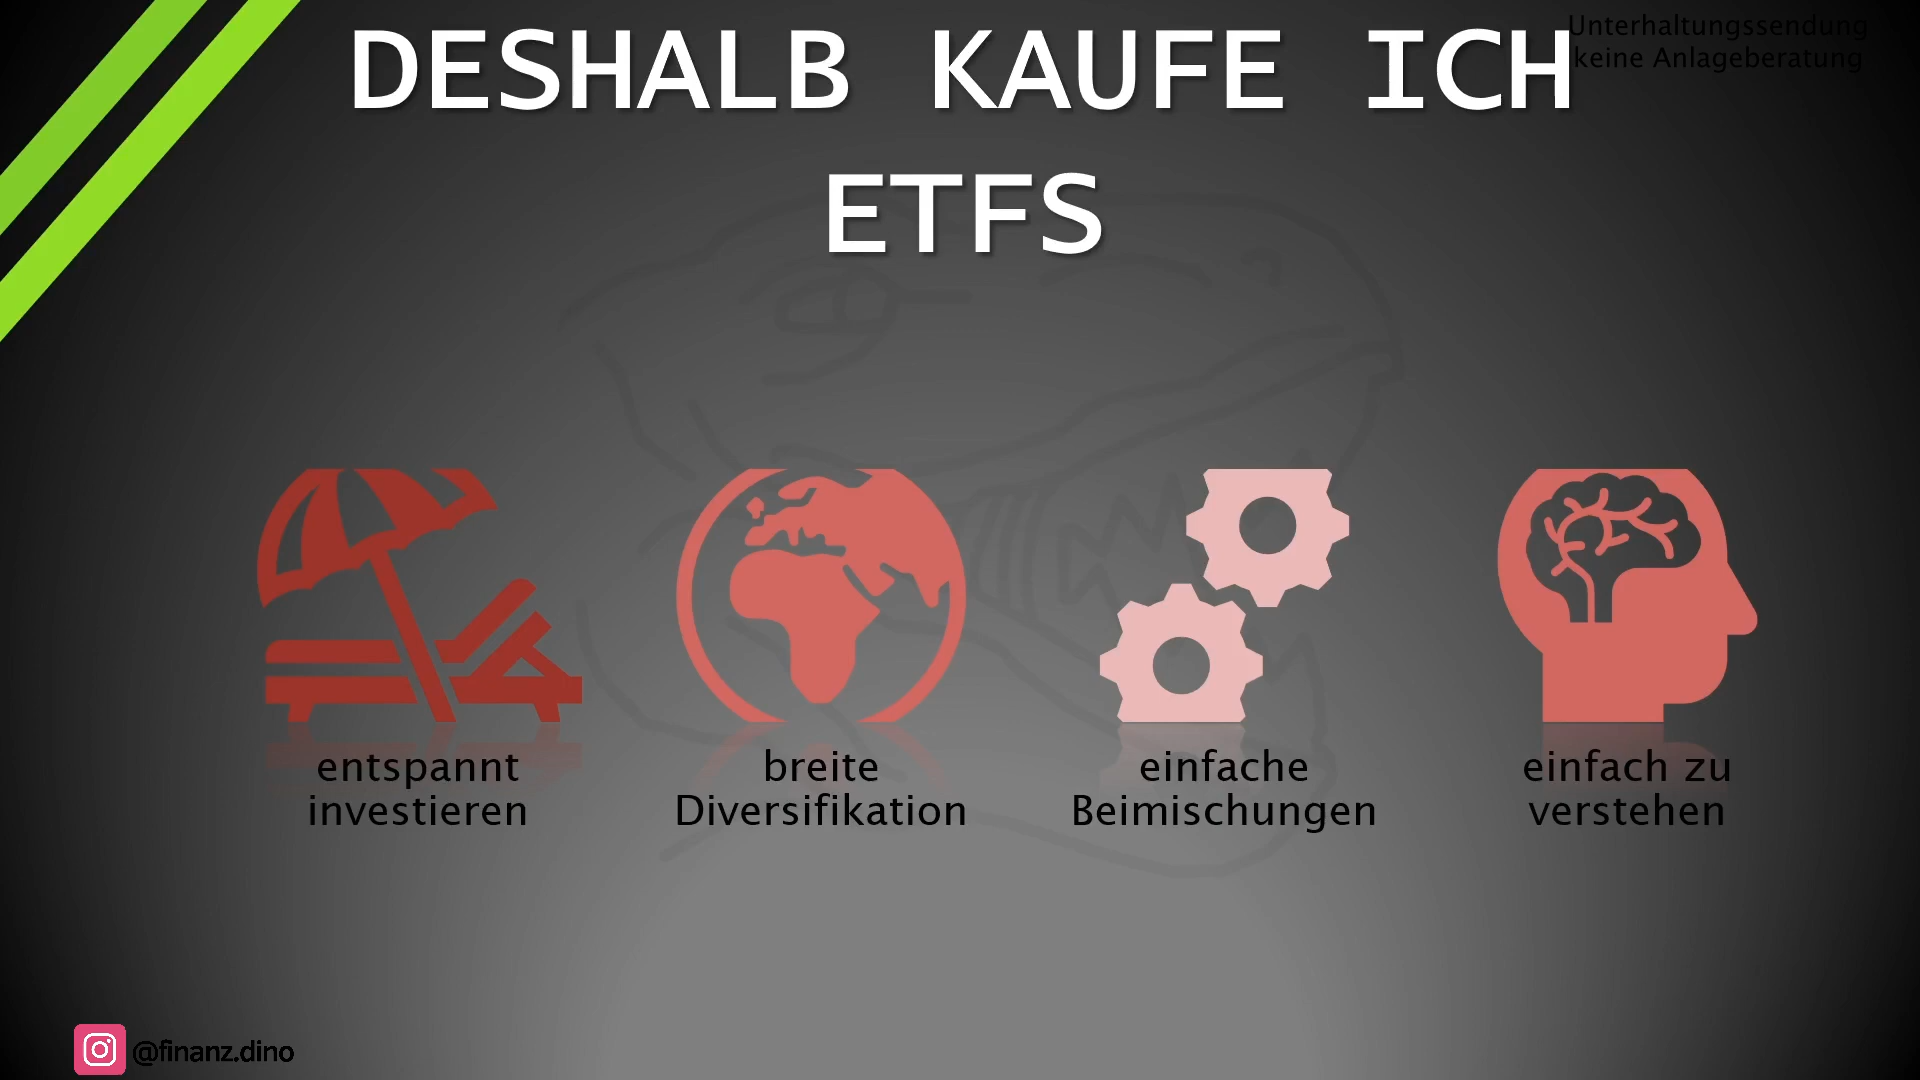 DESHALB KAUFE ICH
ETFS
Unterhaltungssendung
keine Anlageberatung
entspannt
investieren
breite
Diversifikation
einfache
Beimischungen
einfach zu
verstehen
@finanz.dino